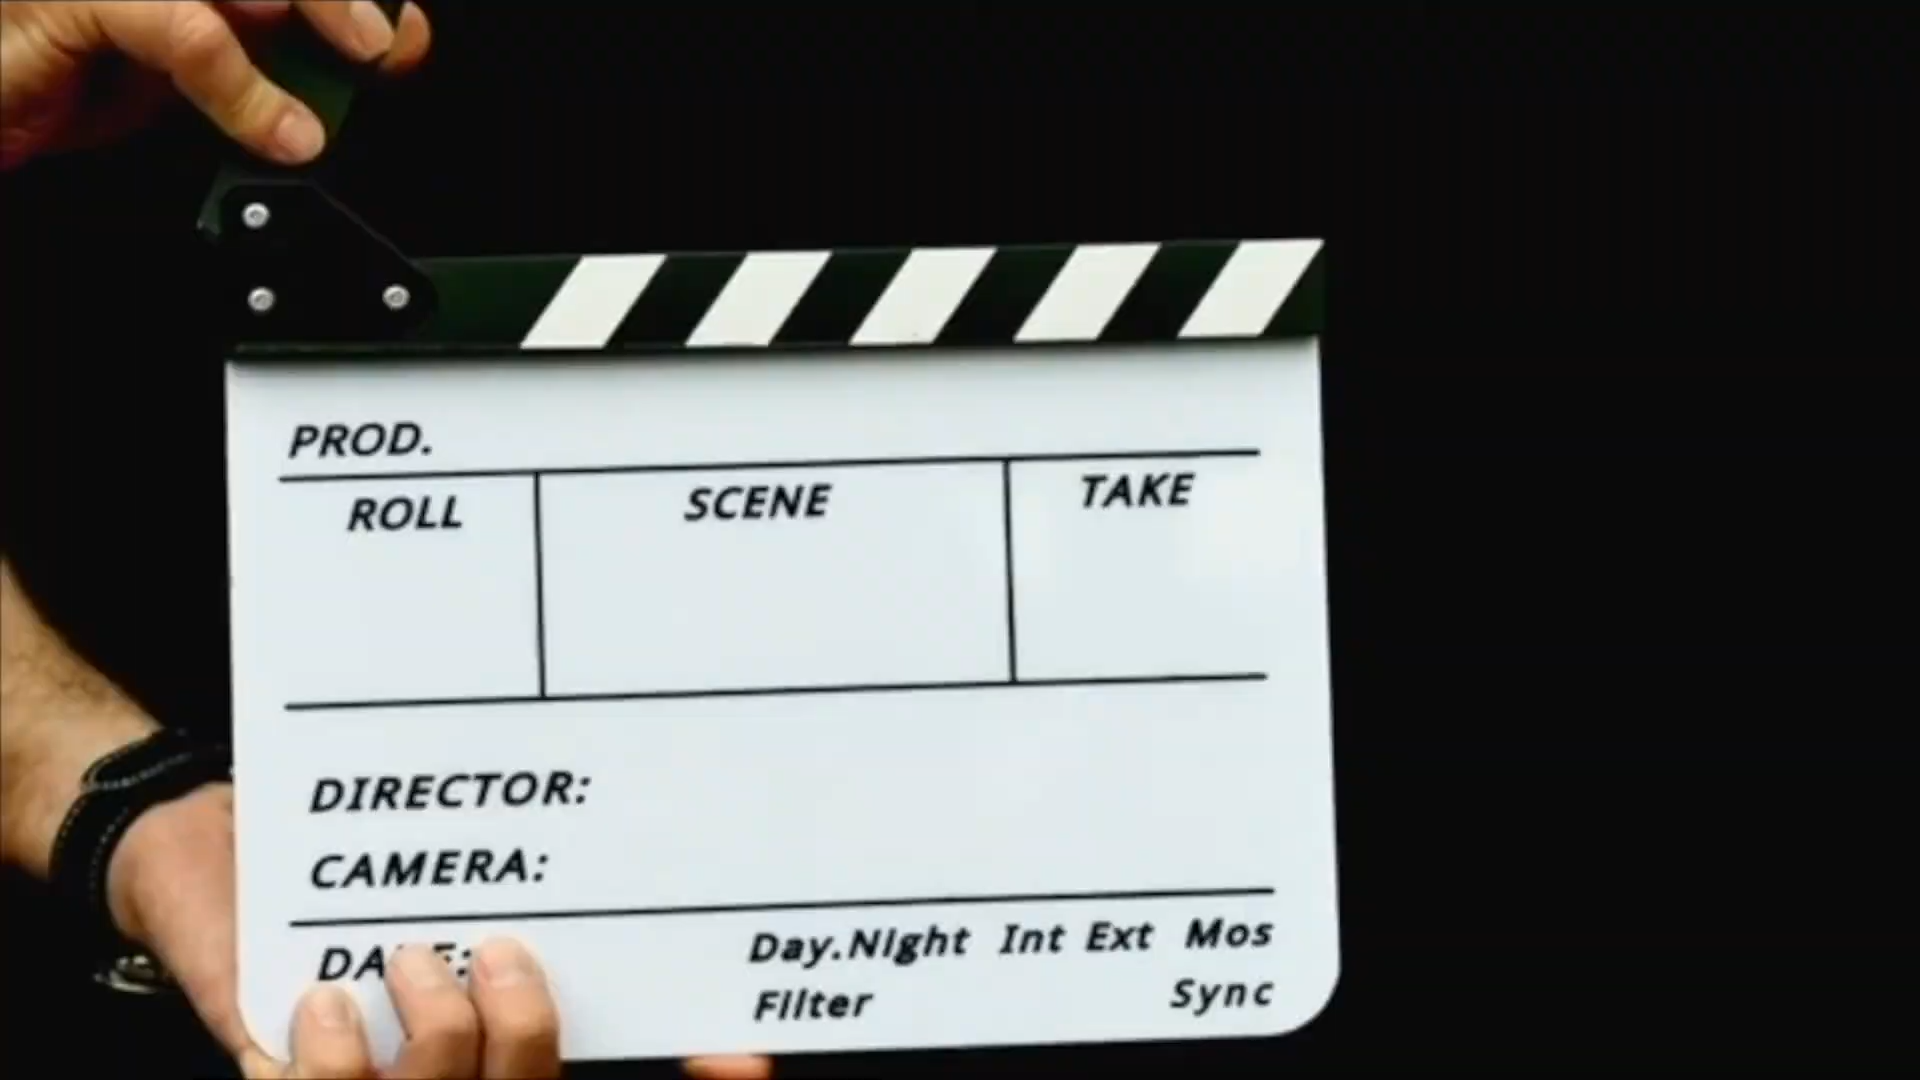 PROD.
ROLL SCENE TAKE
DIRECTOR:
CAMERA:
Day.Night Int Ext Mos
Filter Sync